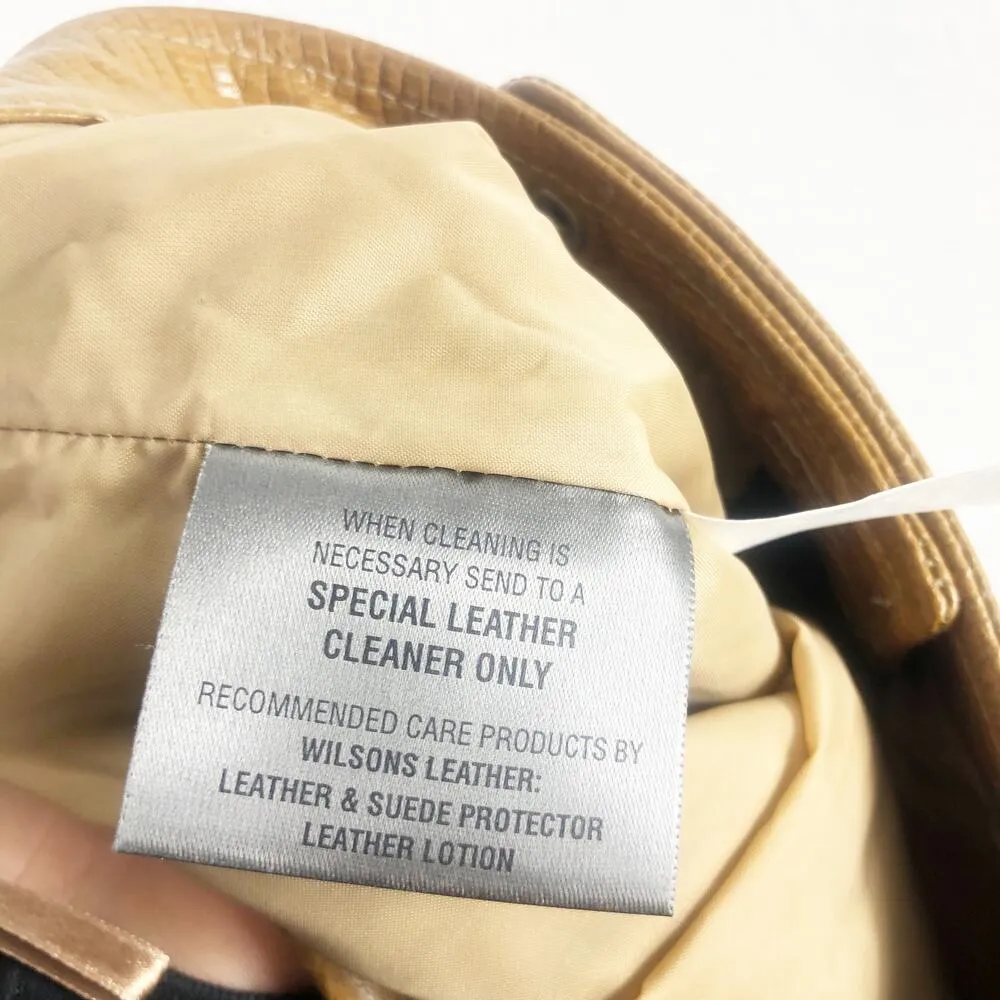 WHEN CLEANING IS
NECESSARY SEND TO A
SPECIAL LEATHER
CLEANER ONLY
RECOMMENDED CARE PRODUCTS BY
WILSONS LEATHER:
LEATHER & SUEDE PROTECTOR
LEATHER LOTION